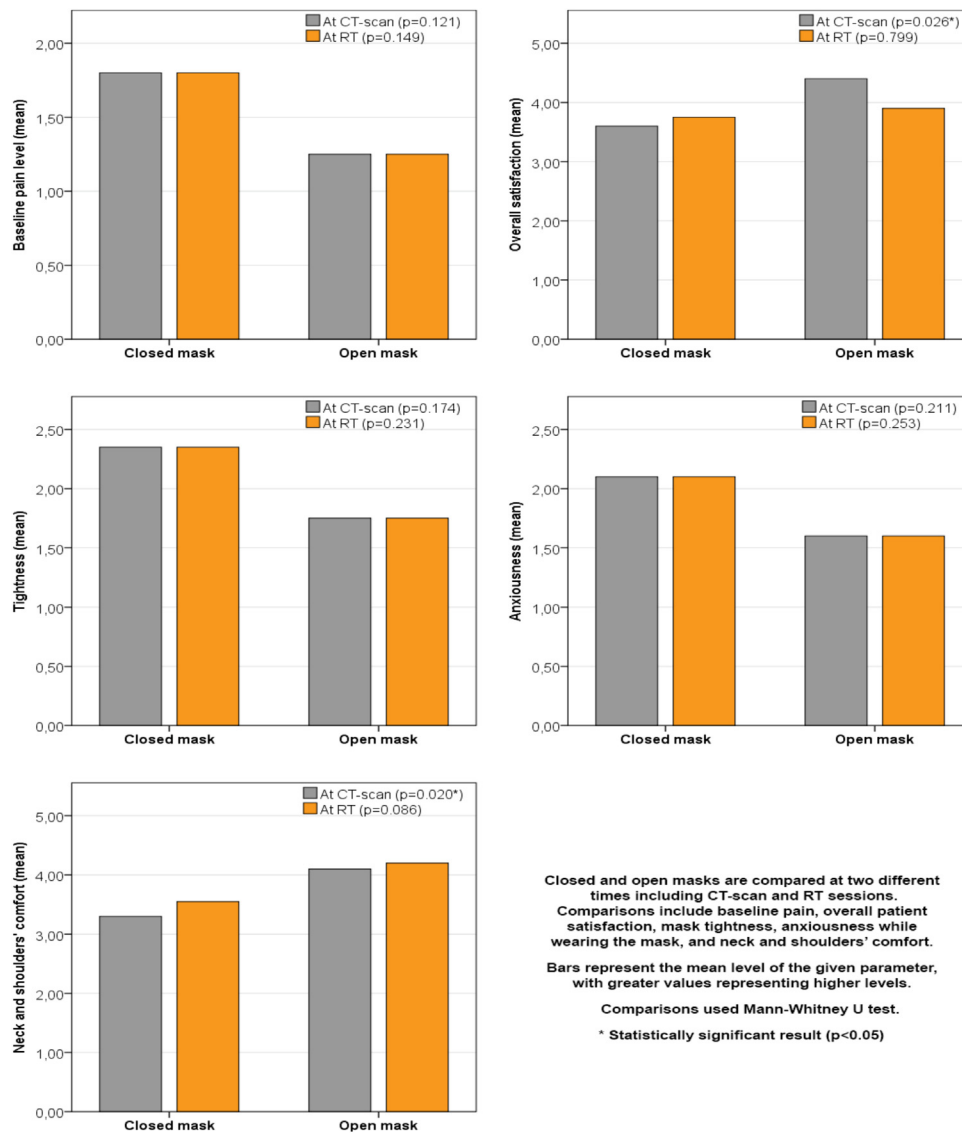 At CT-scan (p=0.121)
At RT (p=0.149)
2,00
1,50
1,00
0,50
0,00
Baseline pain level (mean)
Closed mask
Open mask
At CT-scan (p=0.026*)
At RT (p=0.799)
5,00
4,00
3,00
2,00
1,00
0,00
Overall satisfaction (mean)
Closed mask
Open mask
At CT-scan (p=0.174)
At RT (p=0.231)
2,50
2,00
1,50
1,00
0,50
0,00
Tightness (mean)
Closed mask
Open mask
At CT-scan (p=0.211)
At RT (p=0.253)
2,50
2,00
1,50
1,00
0,50
0,00
Anxiousness (mean)
Closed mask
Open mask
At CT-scan (p=0.020*)
At RT (p=0.086)
5,00
4,00
3,00
2,00
1,00
0,00
Neck and shoulders' comfort (mean)
Closed mask
Open mask
Closed and open masks are compared at two different
times including CT-scan and RT sessions.
Comparisons include baseline pain, overall patient
satisfaction, mask tightness, anxiousness while
wearing the mask, and neck and shoulders’ comfort.
Bars represent the mean level of the given parameter,
with greater values representing higher levels.
Comparisons used Mann-Whitney U test.
* Statistically significant result (p<0.05)